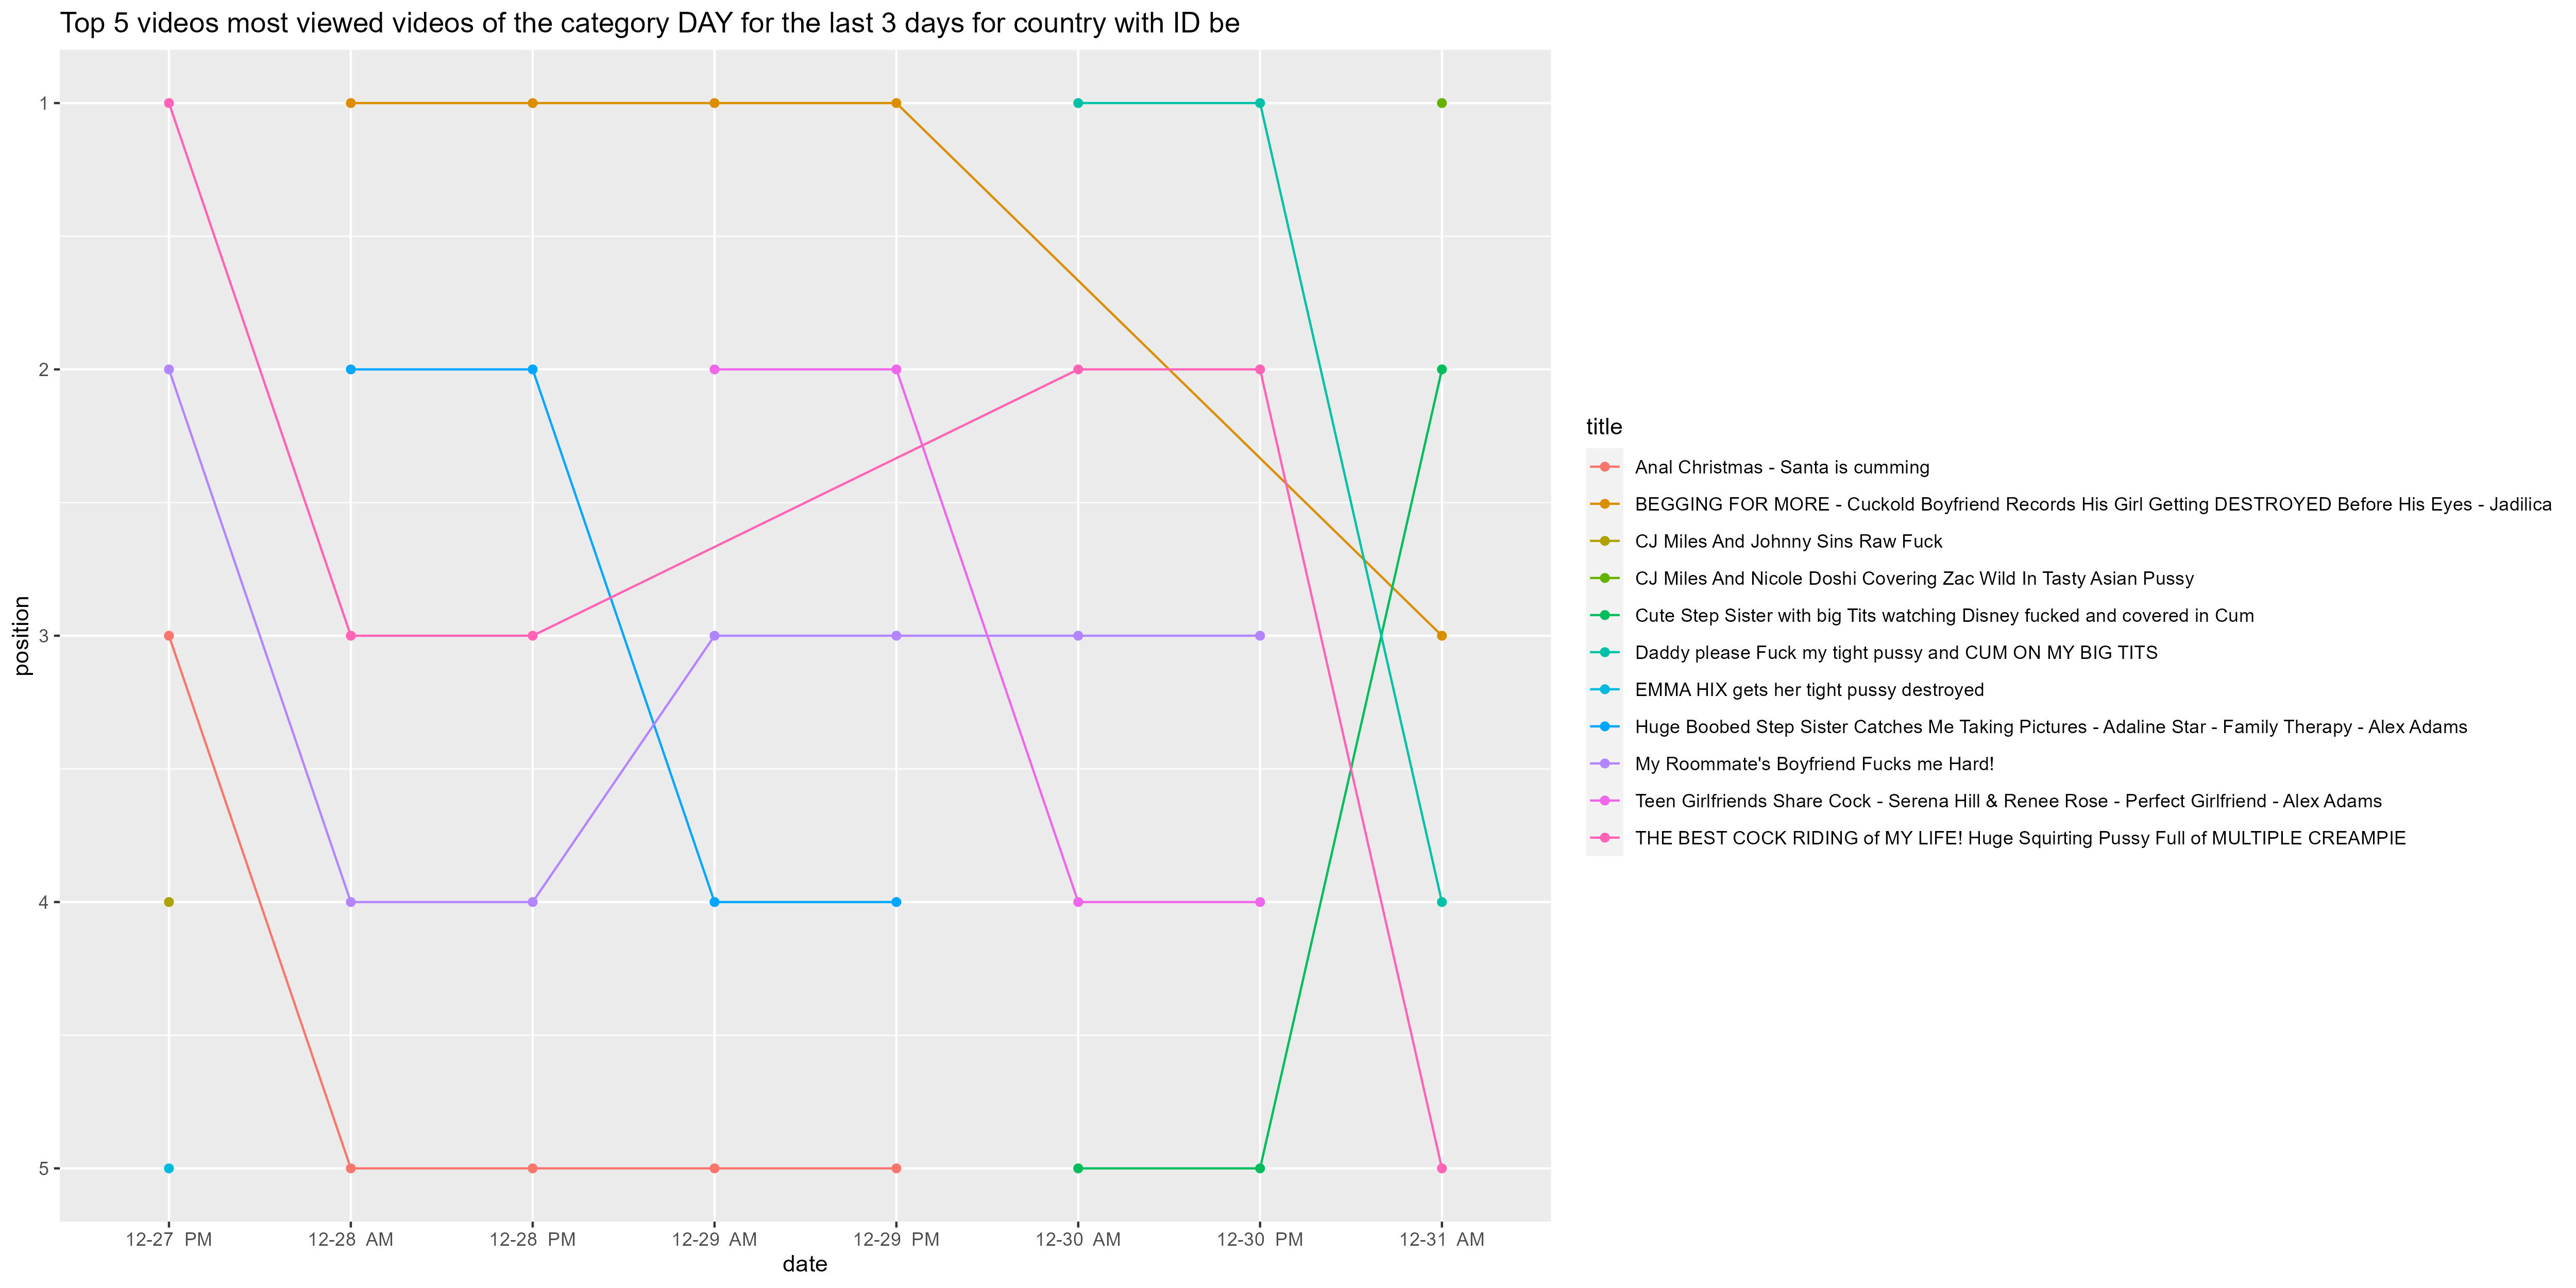 Top 5 videos most viewed videos of the category DAY for the last 3 days for country with ID be
position
1
2
3
4
5
12-27 PM
12-28 AM
12-28 PM
12-29 AM
12-29 PM
12-30 AM
12-30 PM
12-31 AM
date
title
Anal Christmas - Santa is cumming
BEGGING FOR MORE - Cuckold Boyfriend Records His Girl Getting DESTROYED Before His Eyes - Jadilica
CJ Miles And Johnny Sins Raw Fuck
CJ Miles And Nicole Doshi Covering Zac Wild In Tasty Asian Pussy
Cute Step Sister with big Tits watching Disney fucked and covered in Cum
Daddy please Fuck my tight pussy and CUM ON MY BIG TITS
EMMA HIX gets her tight pussy destroyed
Huge Boobed Step Sister Catches Me Taking Pictures - Adaline Star - Family Therapy - Alex Adams
My Roommate's Boyfriend Fucks me Hard!
Teen Girlfriends Share Cock - Serena Hill & Renee Rose - Perfect Girlfriend - Alex Adams
THE BEST COCK RIDING of MY LIFE! Huge Squirting Pussy Full of MULTIPLE CREAMPIE